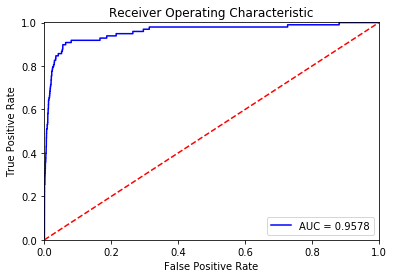 Receiver Operating Characteristic
1.0
0.8
0.6
0.4
0.2
0.0
True Positive Rate
AUC = 0.9578
0.0 0.2 0.4 0.6 0.8 1.0
False Positive Rate